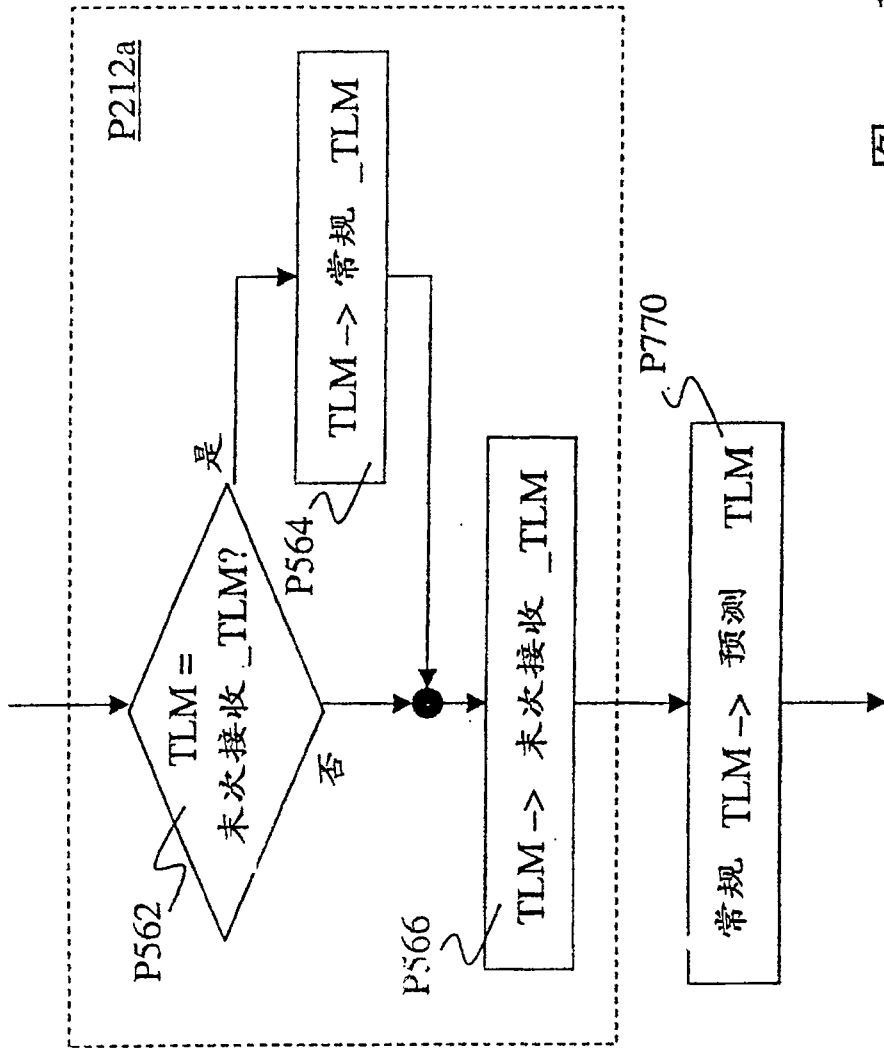 P212a
P562
TLM =
末次接收_TLM?
是
否
P564
TLM -> 常规_TLM
P566
TLM -> 末次接收_TLM
P770
常规 TLM -> 预测 TLM
图